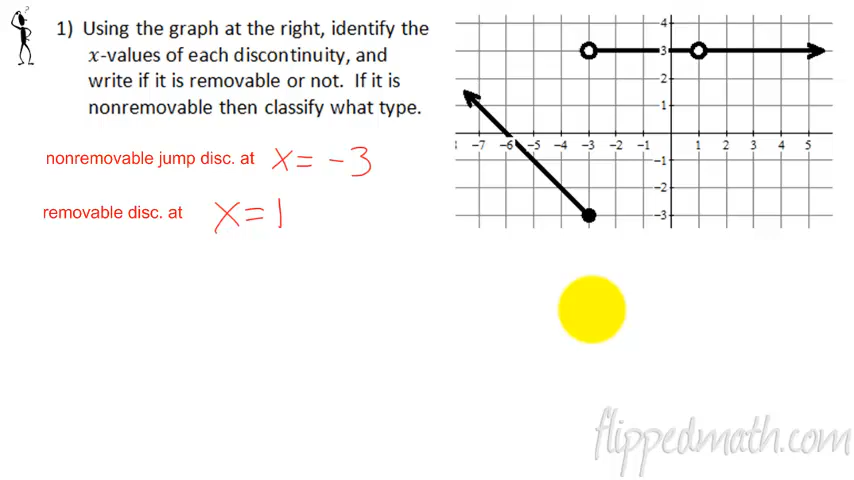 1) Using the graph at the right, identify the
x-values of each discontinuity, and
write if it is removable or not. If it is
nonremovable then classify what type.
nonremovable jump disc. at x = -3
removable disc. at x = 1
4
3
2
1
-7 -6 -5 -4 -3 -2 -1 1 2 3 4 5
-1
-2
-3
flippedmath.com